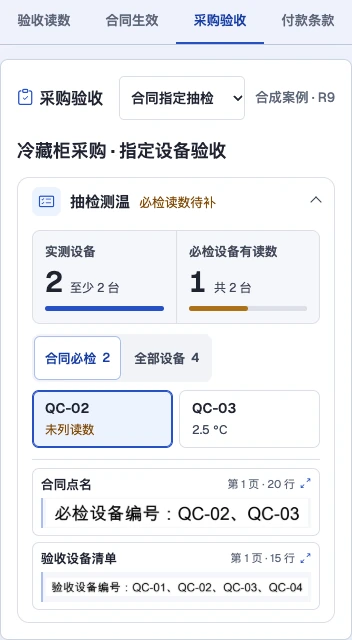 验收读数 合同生效 采购验收 付款条款
采购验收 合同指定抽检 合成案例 · R9
冷藏柜采购 · 指定设备验收
抽检测温 必检读数待补
实测设备 必检设备有读数
2 至少 2 台 1 共 2 台
合同必检 2 全部设备 4
QC-02 QC-03
未列读数 2.5 °C
合同点名 第 1 页 · 20 行
必检设备编号：QC-02、QC-03
验收设备清单 第 1 页 · 15 行
验收设备编号：QC-01、QC-02、QC-03、QC-04